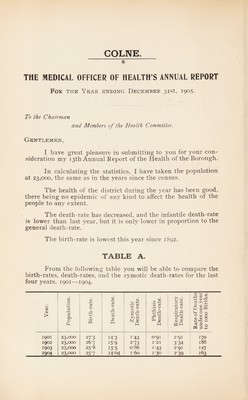 COLNE.
THE MEDICAL OFFICER OF HEALTH'S ANNUAL REPORT
FOR THE YEAR ENDING DECEMBER 31st, 1905.
To the Chairman
and Members of the Health Committee.
GENTLEMEN,
I have great pleasure in submitting to you for your con-
sideration my 13th Annual Report of the Health of the Borough.
In calculating the statistics, I have taken the population
at 23,000, the same as in the years since the census.
The health of the district during the year has been good,
there being no epidemic of any kind to affect the health of the
people to any extent.
The death-rate has decreased, and the infantile death-rate
is lower than last year, but it is only lower in proportion to the
general death-rate.
The birth-rate is lowest this year since 1892.
TABLE A.
From the following table you will be able to compare the
birth-rates, death-rates, and the zymotic death-rates for the last
four years, 1901—1904.
Year. Population. Birth-rate. Death-rate. Zymotic Death-rate. Phthisis Death-rate. Respiratory Death-rate. Rate of Deaths under one year to 1000 Births.
1901 23,000 27·3 14·3 2·43 0·91 2·91 170
1902 23,000 26·7 15·9 2·73 1·21 3·34 188
1903 23,000 25·8 13·3 0·86 1·43 2·91 127
1904 23,000 25·7 14·04 1·60 1·30 2·39 163